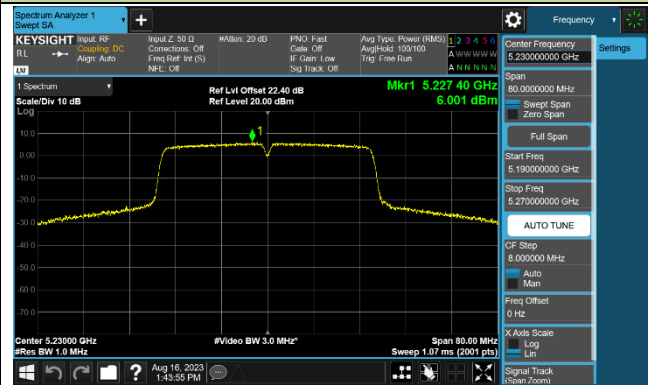 Spectrum Analyzer 1
Swept SA
Frequency
KEYSIGHT
RL
LXI
Input: RF
Coupling: DC
Align: Auto
Input Z: 50 Ω
Corrections: Off
Freq Ref: Int (S)
NFE: Off
#Atten: 20 dB
PNO: Fast
Gate: Off
IF Gain: Low
Sig Track: Off
Avg Type: Power (RMS)
Avg|Hold: 100/100
Trig: Free Run
1 2 3 4 5 6
A W W W W W
A N N N N N
Center Frequency
5.230000000 GHz
Settings
Span
80.0000000 MHz
Swept Span
Zero Span
Full Span
Start Freq
5.190000000 GHz
Stop Freq
5.270000000 GHz
AUTO TUNE
CF Step
8.000000 MHz
Auto
Man
Freq Offset
0 Hz
X Axis Scale
Log
Lin
Signal Track
(Span Zoom)
1 Spectrum
Scale/Div 10 dB
Log
Ref Lvl Offset 22.40 dB
Ref Level 20.00 dBm
Mkr1 5.227 40 GHz
6.001 dBm
1
10.0
0.00
-10.0
-20.0
-30.0
-40.0
-50.0
-60.0
-70.0
Center 5.23000 GHz
#Res BW 1.0 MHz
#Video BW 3.0 MHz*
Span 80.00 MHz
Sweep 1.07 ms (2001 pts)
?
Aug 16, 2023
1:43:55 PM